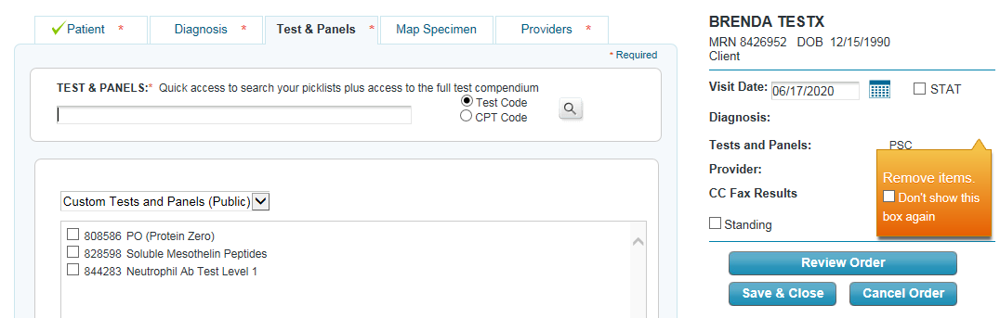 Patient * Diagnosis * Test & Panels * Map Specimen Providers *
* Required
TEST & PANELS:* Quick access to search your picklists plus access to the full test compendium
Test Code
CPT Code
Custom Tests and Panels (Public)
808586 PO (Protein Zero)
828598 Soluble Mesothelin Peptides
844283 Neutrophil Ab Test Level 1
BRENDA TESTX
MRN 8426952 DOB 12/15/1990
Client
Visit Date: 06/17/2020 STAT
Diagnosis:
Tests and Panels: PSC
Provider:
CC Fax Results
Standing
Remove items.
Don't show this
box again
Review Order
Save & Close Cancel Order